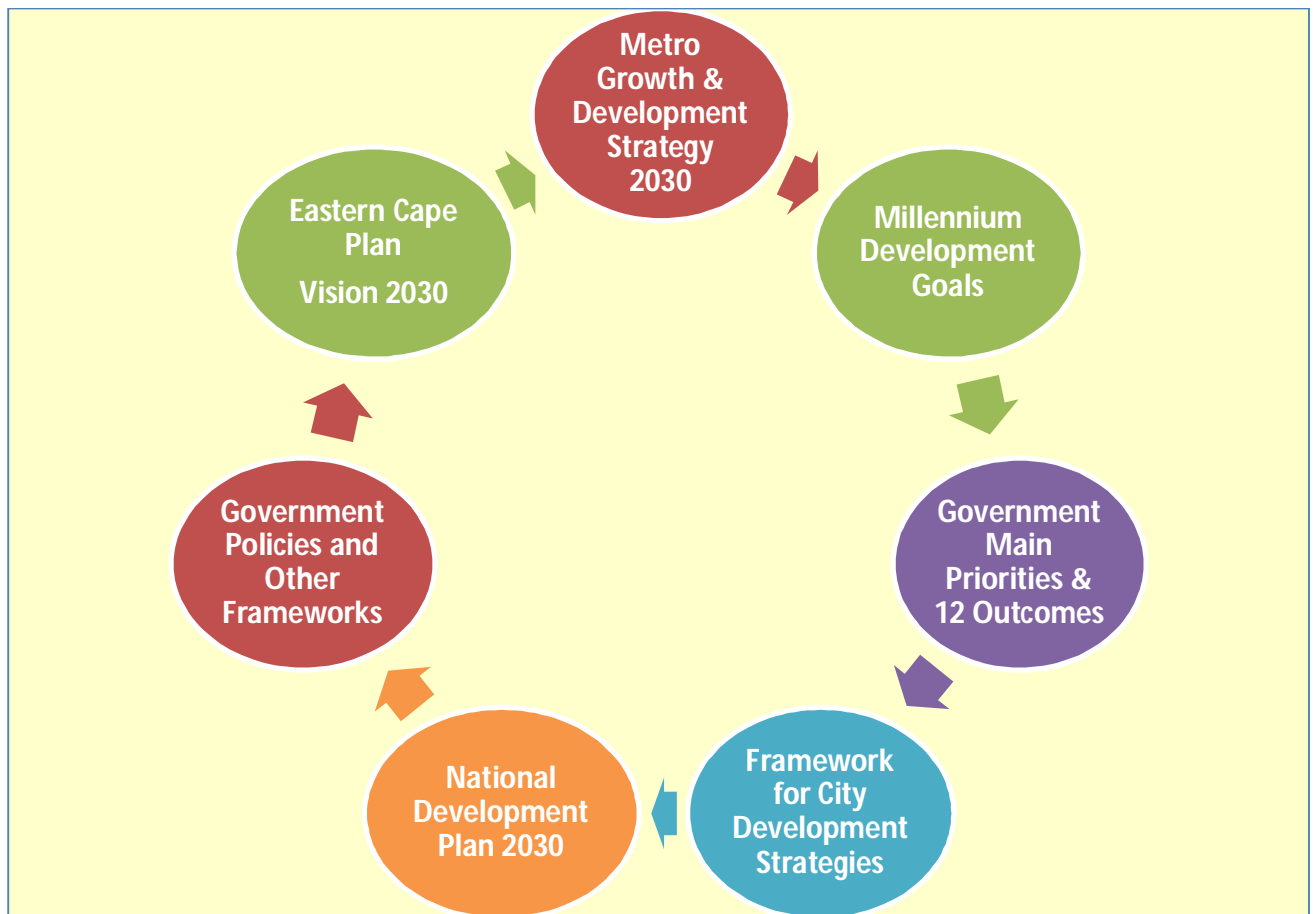 Metro
Growth &
Development
Strategy
2030
Millennium
Development
Goals
Government
Main
Priorities &
12 Outcomes
Framework
for City
Development
Strategies
National
Development
Plan 2030
Government
Policies and
Other
Frameworks
Eastern Cape
Plan
Vision 2030